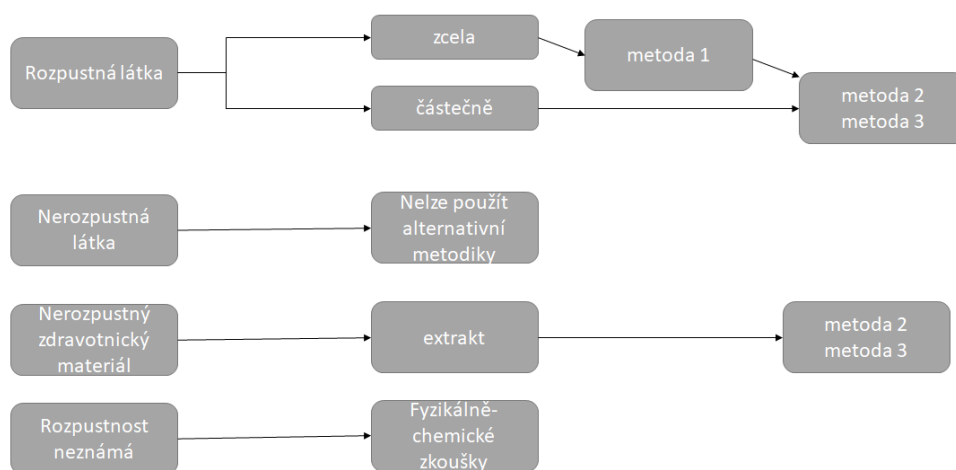 Rozpustná látka
zcela
metoda 1
částečně
metoda 2
metoda 3
Nerozpustná
látka
Nelze použít
alternativní
metodiky
Nerozpustný
zdravotnický
materiál
extrakt
metoda 2
metoda 3
Rozpustnost
neznámá
Fyzikálně-
chemické
zkoušky